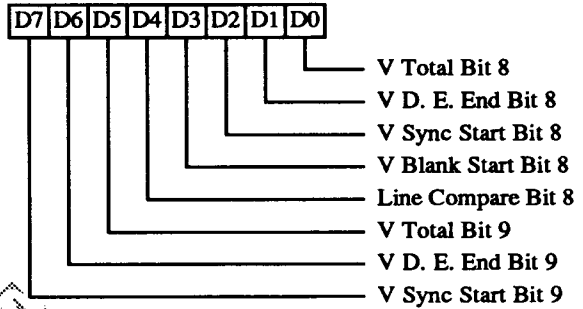 D7 D6 D5 D4 D3 D2 D1 D0
V Total Bit 8
V D. E. End Bit 8
V Sync Start Bit 8
V Blank Start Bit 8
Line Compare Bit 8
V Total Bit 9
V D. E. End Bit 9
V Sync Start Bit 9